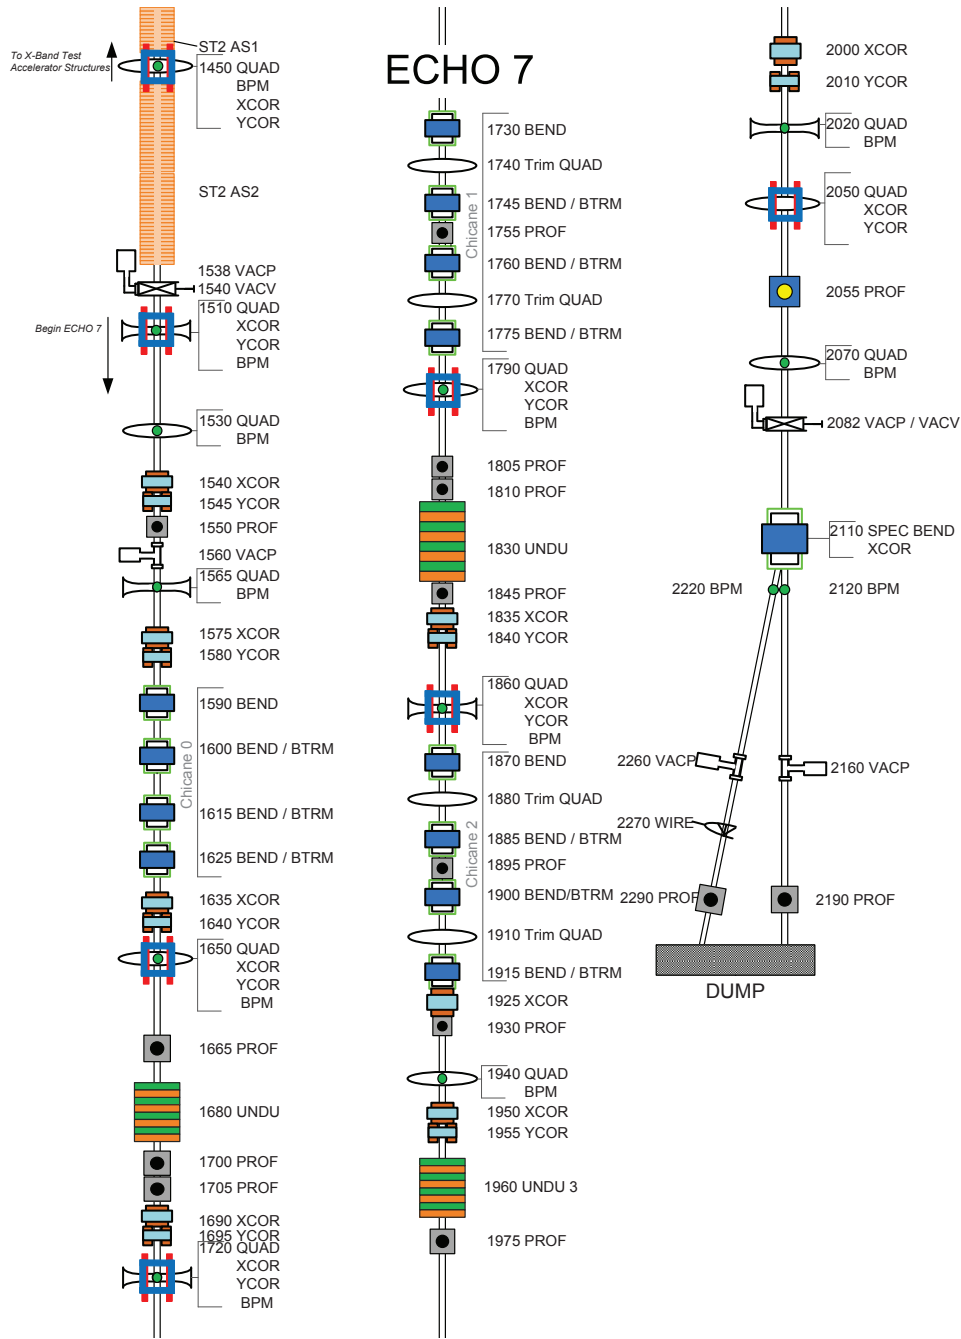 To X-Band Test
Accelerator Structures
ST2 AS1
1450 QUAD
BPM
XCOR
YCOR
ST2 AS2
1538 VACP
1540 VACV
Begin ECHO 7
1510 QUAD
XCOR
YCOR
BPM
1530 QUAD
BPM
1540 XCOR
1545 YCOR
1550 PROF
1560 VACP
1565 QUAD
BPM
1575 XCOR
1580 YCOR
Chicane 0
1590 BEND
1600 BEND / BTRM
1615 BEND / BTRM
1625 BEND / BTRM
1635 XCOR
1640 YCOR
1650 QUAD
XCOR
YCOR
BPM
1665 PROF
1680 UNDU
1700 PROF
1705 PROF
1690 XCOR
1695 YCOR
1720 QUAD
XCOR
YCOR
BPM
ECHO 7
Chicane 1
1730 BEND
1740 Trim QUAD
1745 BEND / BTRM
1755 PROF
1760 BEND / BTRM
1770 Trim QUAD
1775 BEND / BTRM
1790 QUAD
XCOR
YCOR
BPM
1805 PROF
1810 PROF
1830 UNDU
1845 PROF
1835 XCOR
1840 YCOR
1860 QUAD
XCOR
YCOR
BPM
Chicane 2
1870 BEND
1880 Trim QUAD
1885 BEND / BTRM
1895 PROF
1900 BEND/BTRM
1910 Trim QUAD
1915 BEND / BTRM
1925 XCOR
1930 PROF
1940 QUAD
BPM
1950 XCOR
1955 YCOR
1960 UNDU 3
1975 PROF
2000 XCOR
2010 YCOR
2020 QUAD
BPM
2050 QUAD
XCOR
YCOR
2055 PROF
2070 QUAD
BPM
2082 VACP / VACV
2110 SPEC BEND
XCOR
2220 BPM
2120 BPM
2260 VACP
2160 VACP
2270 WIRE
2290 PROF
2190 PROF
DUMP